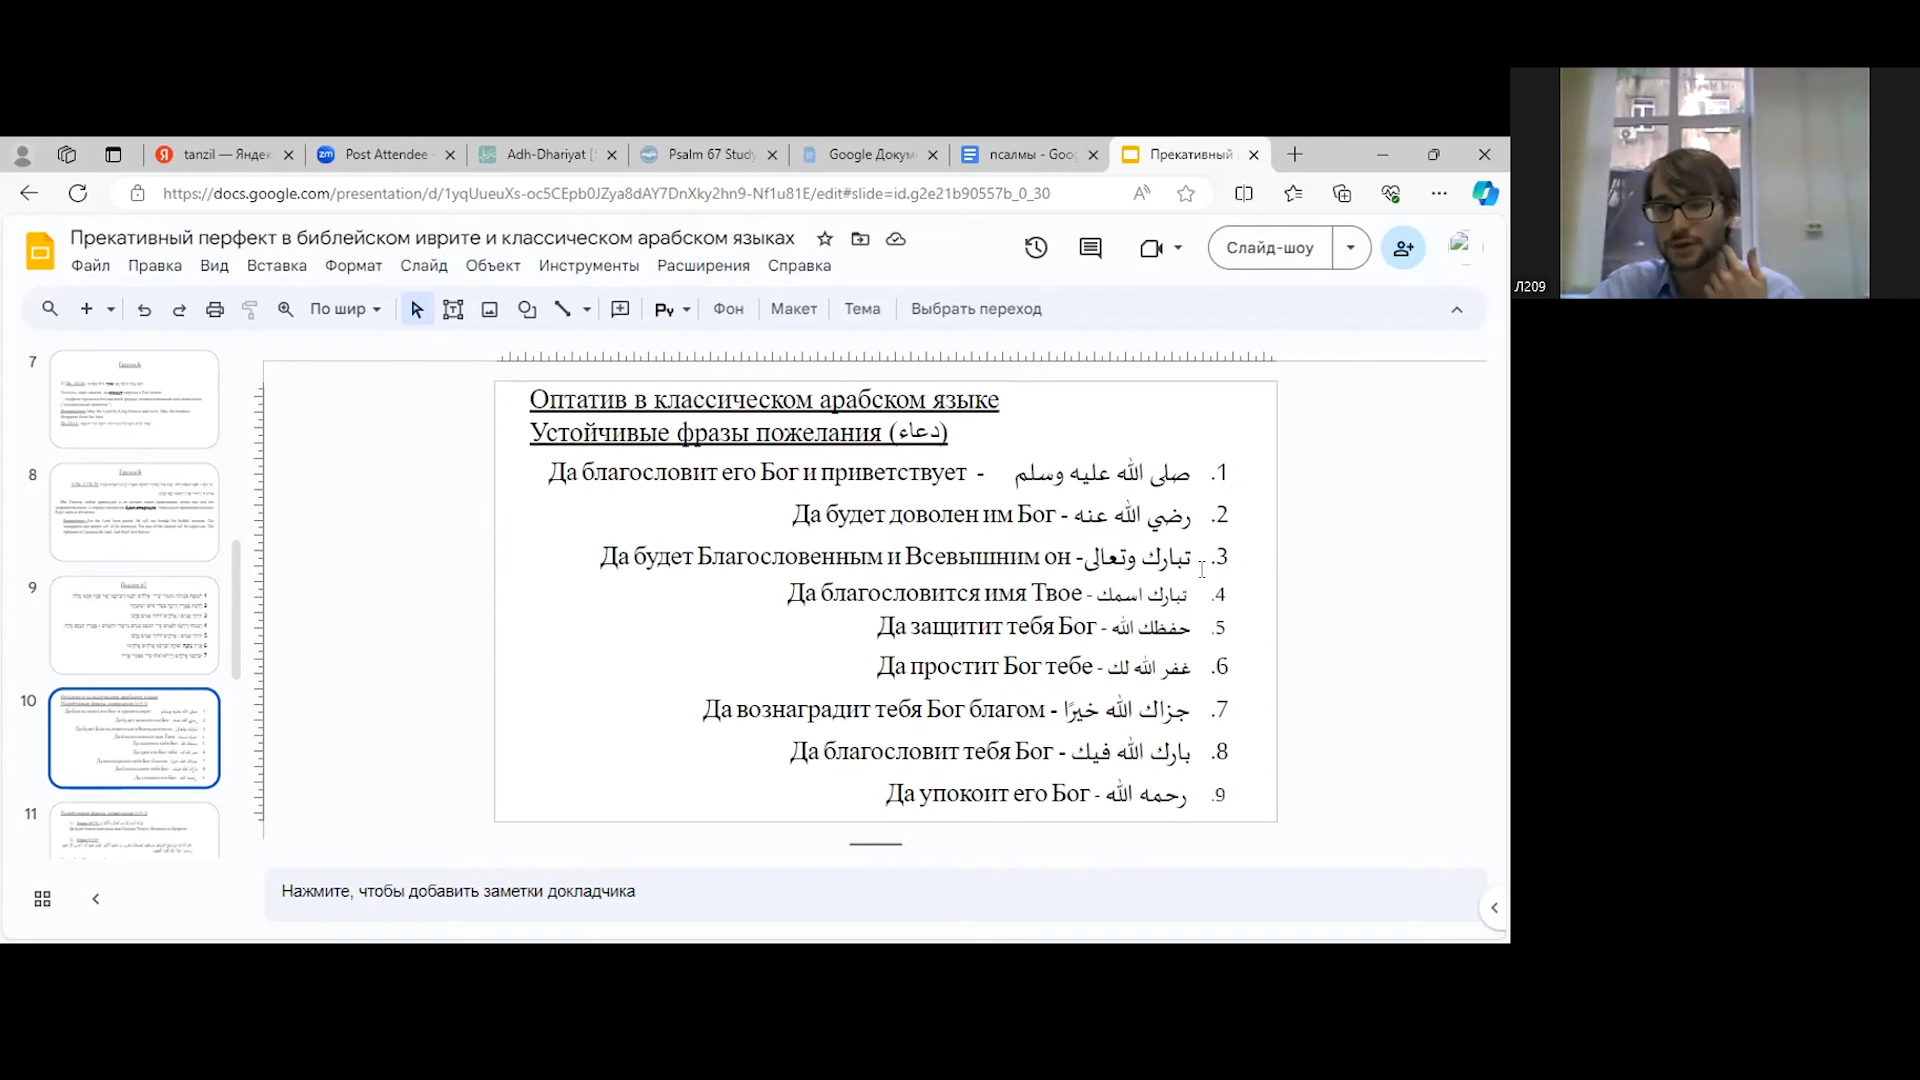 tanzil — Яндек
Post Attendee
Adh-Dhariyat [
Psalm 67 Study
Google Докум
псалмы - Goog
Прекативный
https://docs.google.com/presentation/d/1yqUueuXs-oc5CEpb0JZya8dAY7DnXky2hn9-Nf1u81E/edit#slide=id.g2e21b90557b_0_30
Прекативный перфект в библейском иврите и классическом арабском языках
Файл Правка Вид Вставка Формат Слайд Объект Инструменты Расширения Справка
Слайд-шоу
По шир
Фон Макет Тема Выбрать переход
7
8
9
10
11
Оптатив в классическом арабском языке
Устойчивые фразы пожелания (دعاء)
1. صلى الله عليه وسلم - Да благословит его Бог и приветствует
2. رضي الله عنه - Да будет доволен им Бог
3. تبارك وتعالى- Да будет Благословенным и Всевышним он
4. تبارك اسمك - Да благословится имя Твое
5. حفظك الله - Да защитит тебя Бог
6. غفر الله لك - Да простит Бог тебе
7. جزاك الله خيرًا - Да вознаградит тебя Бог благом
8. بارك الله فيك - Да благословит тебя Бог
9. رحمه الله - Да упокоит его Бог
Нажмите, чтобы добавить заметки докладчика
Л209